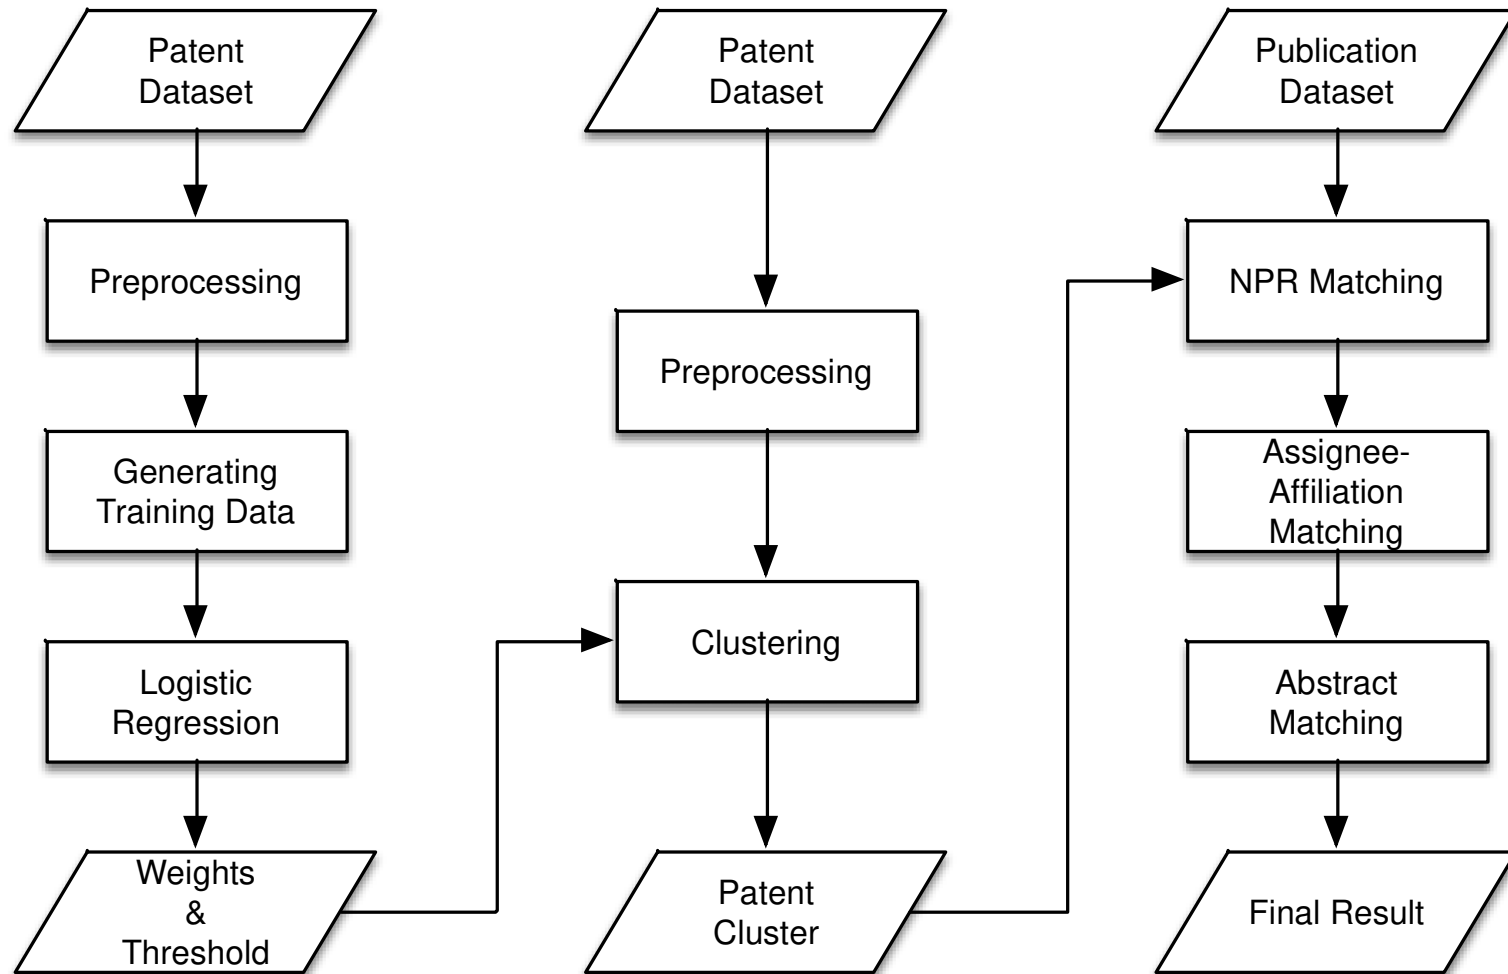 Patent
Dataset
Preprocessing
Generating
Training Data
Logistic
Regression
Weights
&
Threshold
Patent
Dataset
Preprocessing
Clustering
Patent
Cluster
Publication
Dataset
NPR Matching
Assignee-
Affiliation
Matching
Abstract
Matching
Final Result